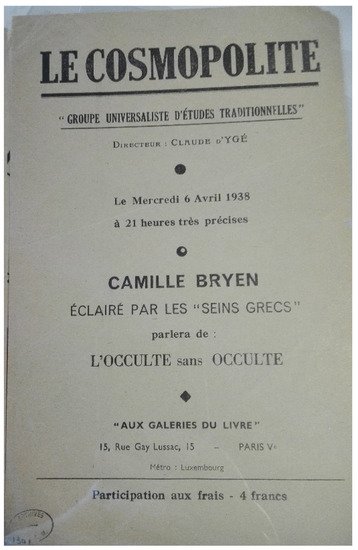 LE COSMOPOLITE
" GROUPE UNIVERSALISTE D'ÉTUDES TRADITIONNELLES "
DIRECTEUR : CLAUDE D'YGÉ
Le Mercredi 6 Avril 1938
à 21 heures très précises
CAMILLE BRYEN
ÉCLAIRÉ PAR LES "SEINS GRECS"
parlera de :
L'OCCULTE sans OCCULTE
"AUX GALERIES DU LIVRE"
15, Rue Gay Lussac, 15 – PARIS Ve
Métro : Luxembourg
Participation aux frais - 4 francs